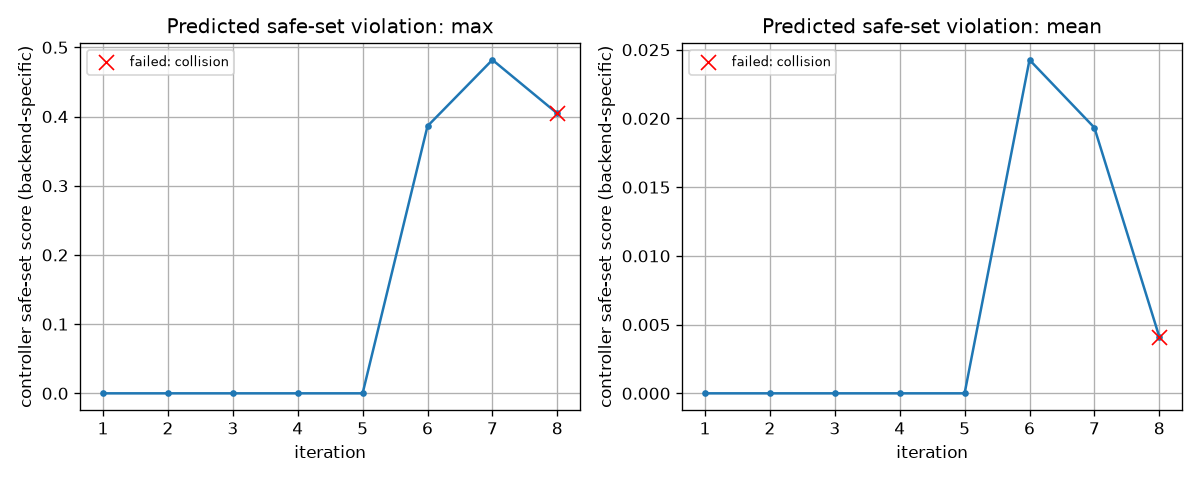 Predicted safe-set violation: max
controller safe-set score (backend-specific)
0.5
0.4
0.3
0.2
0.1
0.0
failed: collision
1 2 3 4 5 6 7 8
iteration
Predicted safe-set violation: mean
controller safe-set score (backend-specific)
0.025
0.020
0.015
0.010
0.005
0.000
failed: collision
1 2 3 4 5 6 7 8
iteration